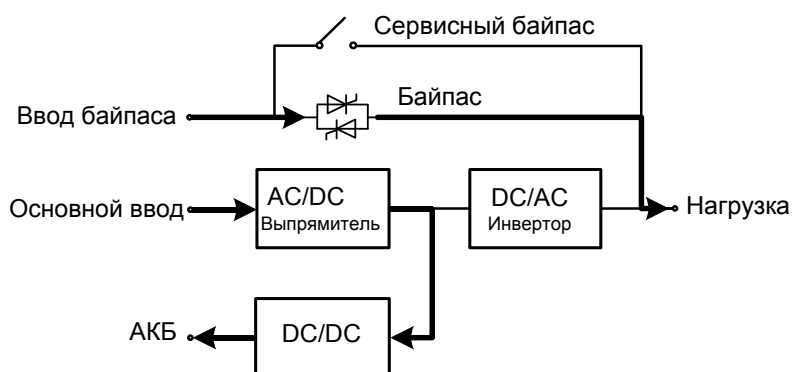 Сервисный байпас
Байпас
Ввод байпаса
AC/DC
Выпрямитель
DC/AC
Инвертор
Основной ввод
Нагрузка
АКБ
DC/DC